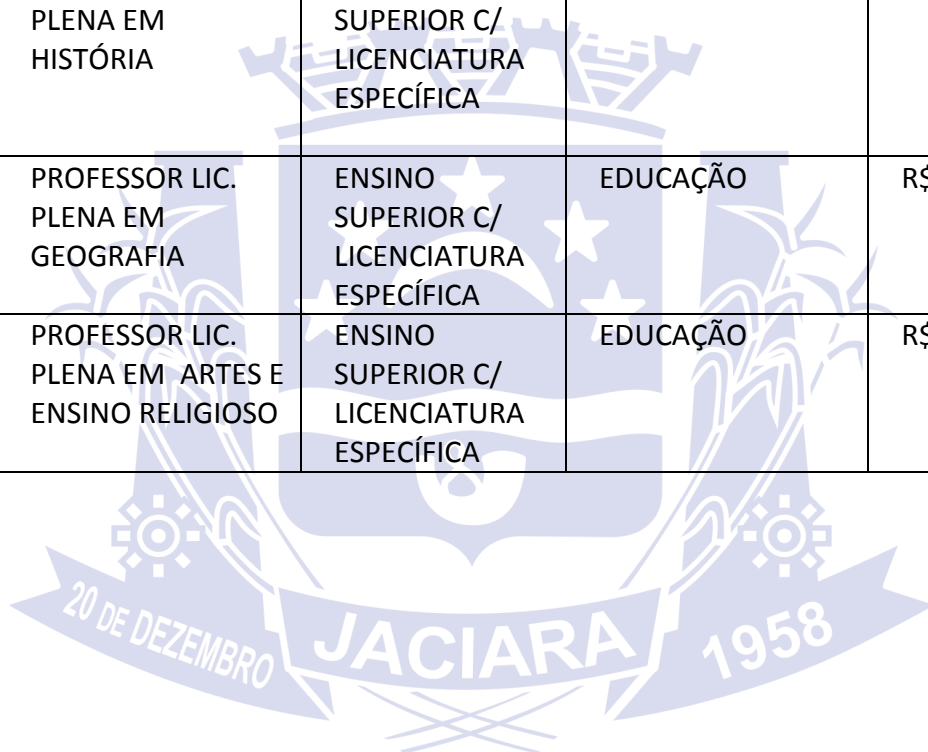 PLENA EM
HISTÓRIA
SUPERIOR C/
LICENCIATURA
ESPECÍFICA
PROFESSOR LIC.
PLENA EM
GEOGRAFIA
ENSINO
SUPERIOR C/
LICENCIATURA
ESPECÍFICA
EDUCAÇÃO
R$
PROFESSOR LIC.
PLENA EM  ARTES E
ENSINO RELIGIOSO
ENSINO
SUPERIOR C/
LICENCIATURA
ESPECÍFICA
EDUCAÇÃO
R$
20 DE DEZEMBRO
JACIARA
1958